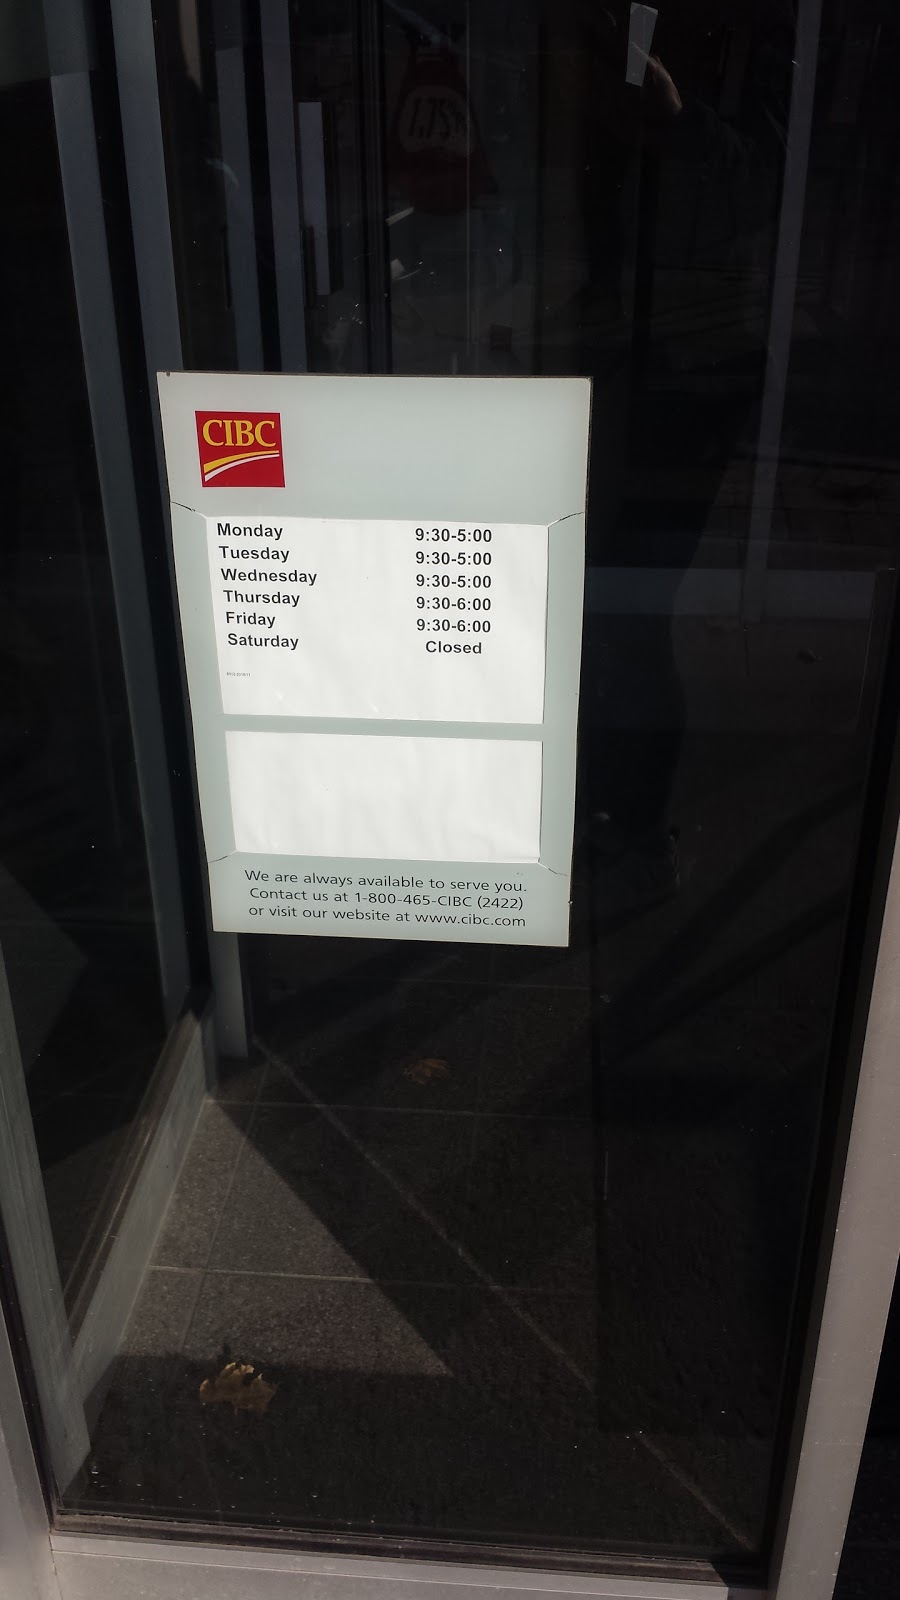 1.75%
CIBC
Monday 9:30-5:00
Tuesday 9:30-5:00
Wednesday 9:30-5:00
Thursday 9:30-6:00
Friday 9:30-6:00
Saturday Closed
We are always available to serve you.
Contact us at 1-800-465-CIBC (2422)
or visit our website at www.cibc.com